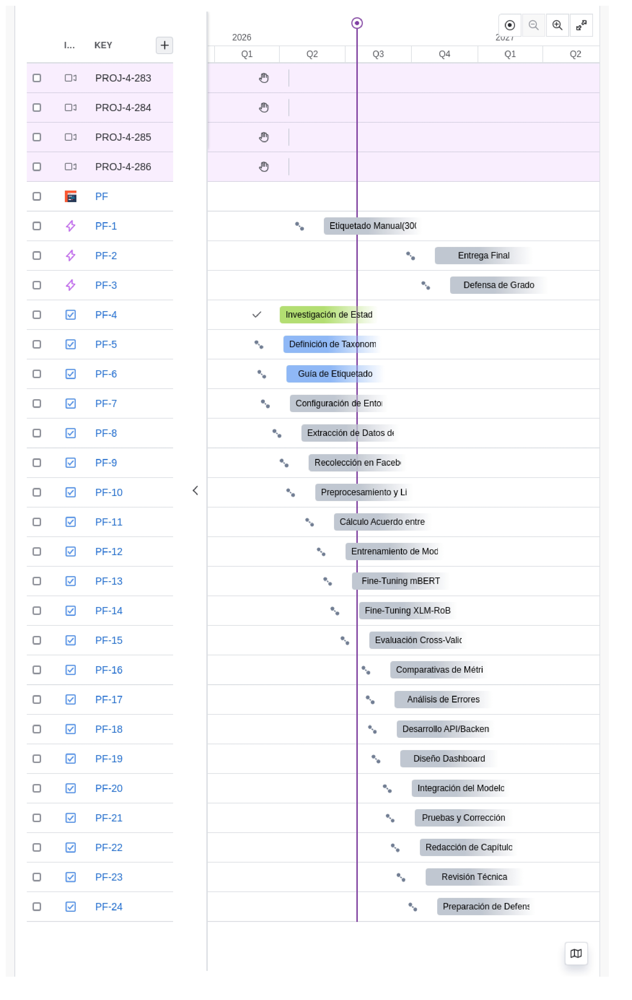 2026 2027
I... KEY Q1 Q2 Q3 Q4 Q1 Q2
PROJ-4-283
PROJ-4-284
PROJ-4-285
PROJ-4-286
PF
PF-1 Etiquetado Manual(300
PF-2 Entrega Final
PF-3 Defensa de Grado
PF-4 Investigación de Estad
PF-5 Definición de Taxonom
PF-6 Guía de Etiquetado
PF-7 Configuración de Ento
PF-8 Extracción de Datos de
PF-9 Recolección en Faceb
PF-10 Preprocesamiento y Li
PF-11 Cálculo Acuerdo entre
PF-12 Entrenamiento de Mod
PF-13 Fine-Tuning mBERT
PF-14 Fine-Tuning XLM-RoB
PF-15 Evaluación Cross-Valid
PF-16 Comparativas de Métri
PF-17 Análisis de Errores
PF-18 Desarrollo API/Backen
PF-19 Diseño Dashboard
PF-20 Integración del Modelo
PF-21 Pruebas y Corrección
PF-22 Redacción de Capítulo
PF-23 Revisión Técnica
PF-24 Preparación de Defens